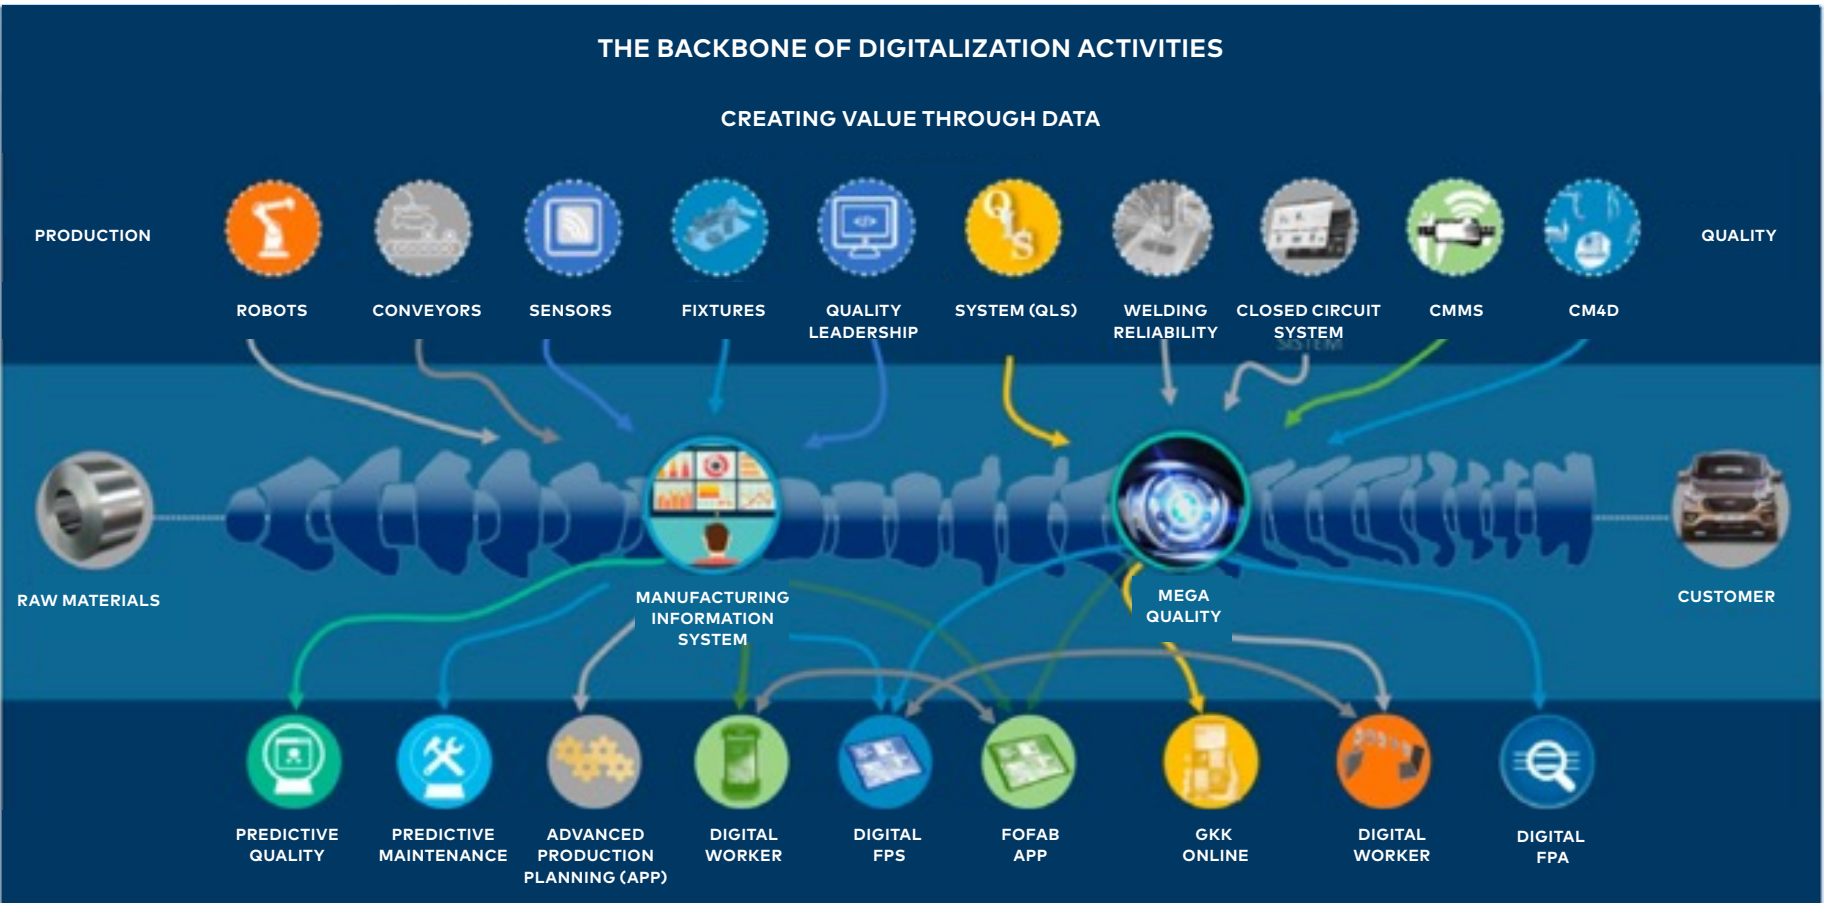 THE BACKBONE OF DIGITALIZATION ACTIVITIES
CREATING VALUE THROUGH DATA
PRODUCTION
QLS
QUALITY
ROBOTS
CONVEYORS
SENSORS
FIXTURES
QUALITY
LEADERSHIP
SYSTEM (QLS)
WELDING
RELIABILITY
CLOSED CIRCUIT
SYSTEM
SISTEM
CMMS
CM4D
RAW MATERIALS
MANUFACTURING
INFORMATION
SYSTEM
MEGA
QUALITY
CUSTOMER
PREDICTIVE
QUALITY
PREDICTIVE
MAINTENANCE
ADVANCED
PRODUCTION
PLANNING (APP)
DIGITAL
WORKER
DIGITAL
FPS
FOFAB
APP
GKK
ONLINE
DIGITAL
WORKER
DIGITAL
FPA